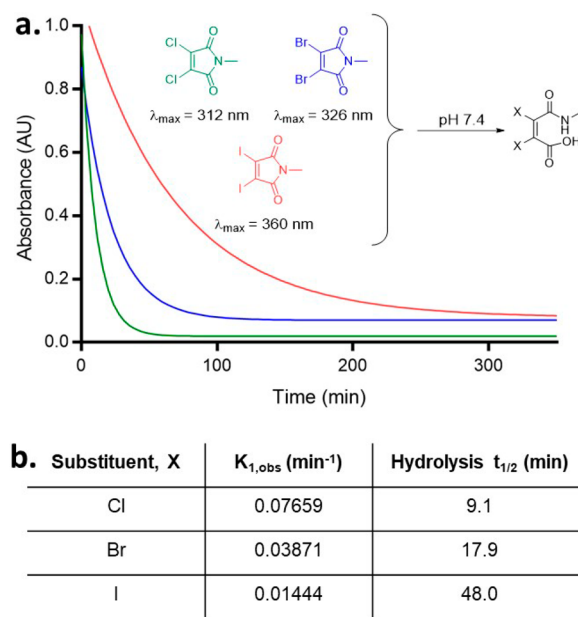 a.
1.0
0.8
0.6
0.4
0.2
0.0
Absorbance (AU)
0
100
200
300
Time (min)
Cl
Cl
O
N
O
λmax = 312 nm
Br
Br
O
N
O
λmax = 326 nm
I
I
O
N
O
λmax = 360 nm
pH 7.4
O
X
NH
X
OH
O
b.
Substituent, X K1,obs (min-1) Hydrolysis t1/2 (min)
Cl 0.07659 9.1
Br 0.03871 17.9
I 0.01444 48.0